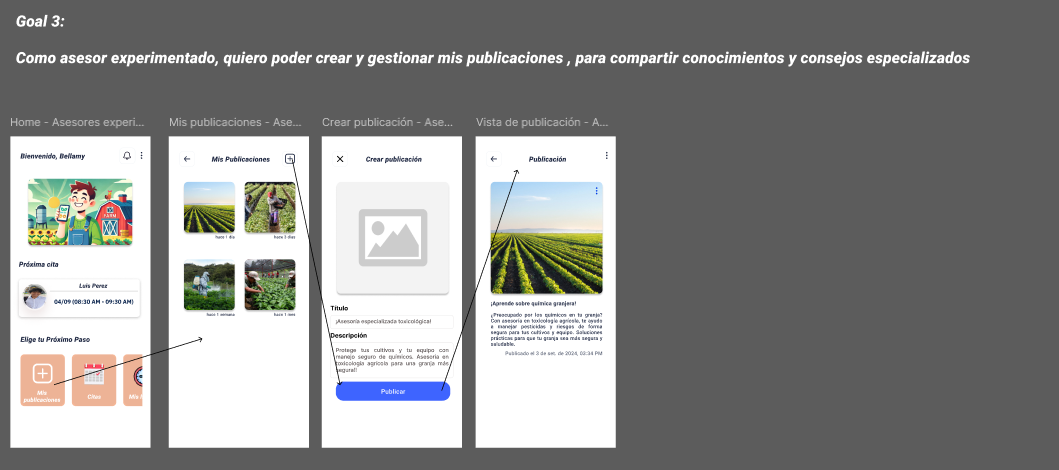 Goal 3:
Como asesor experimentado, quiero poder crear y gestionar mis publicaciones , para compartir conocimientos y consejos especializados
Home - Asesores experi...
Mis publicaciones - Ase...
Crear publicación - Ase...
Vista de publicación - A...
Bienvenido, Bellamy
Próxima cita
Luis Perez
04/09 (08:30 AM - 09:30 AM)
Elige tu Próximo Paso
Mis
publicaciones
Citas
Mis
Mis Publicaciones
hace 1 día
hace 3 días
hace 1 semana
hace 1 mes
Crear publicación
Título
¡Asesoría especializada toxicológica!
Descripción
Protege tus cultivos y tu equipo con
manejo seguro de químicos. Asesoría en
toxicología agrícola para una granja más
segura!!
Publicar
Publicación
¡Aprende sobre química granjera!
¿Preocupado por los químicos en tu granja?
Con asesoría en toxicología agrícola, te ayudo
a manejar pesticidas y riesgos de forma
segura para tus cultivos y equipo. Soluciones
prácticas para que tu granja sea más segura y
saludable.
Publicado el 3 de set. de 2024, 03:34 PM